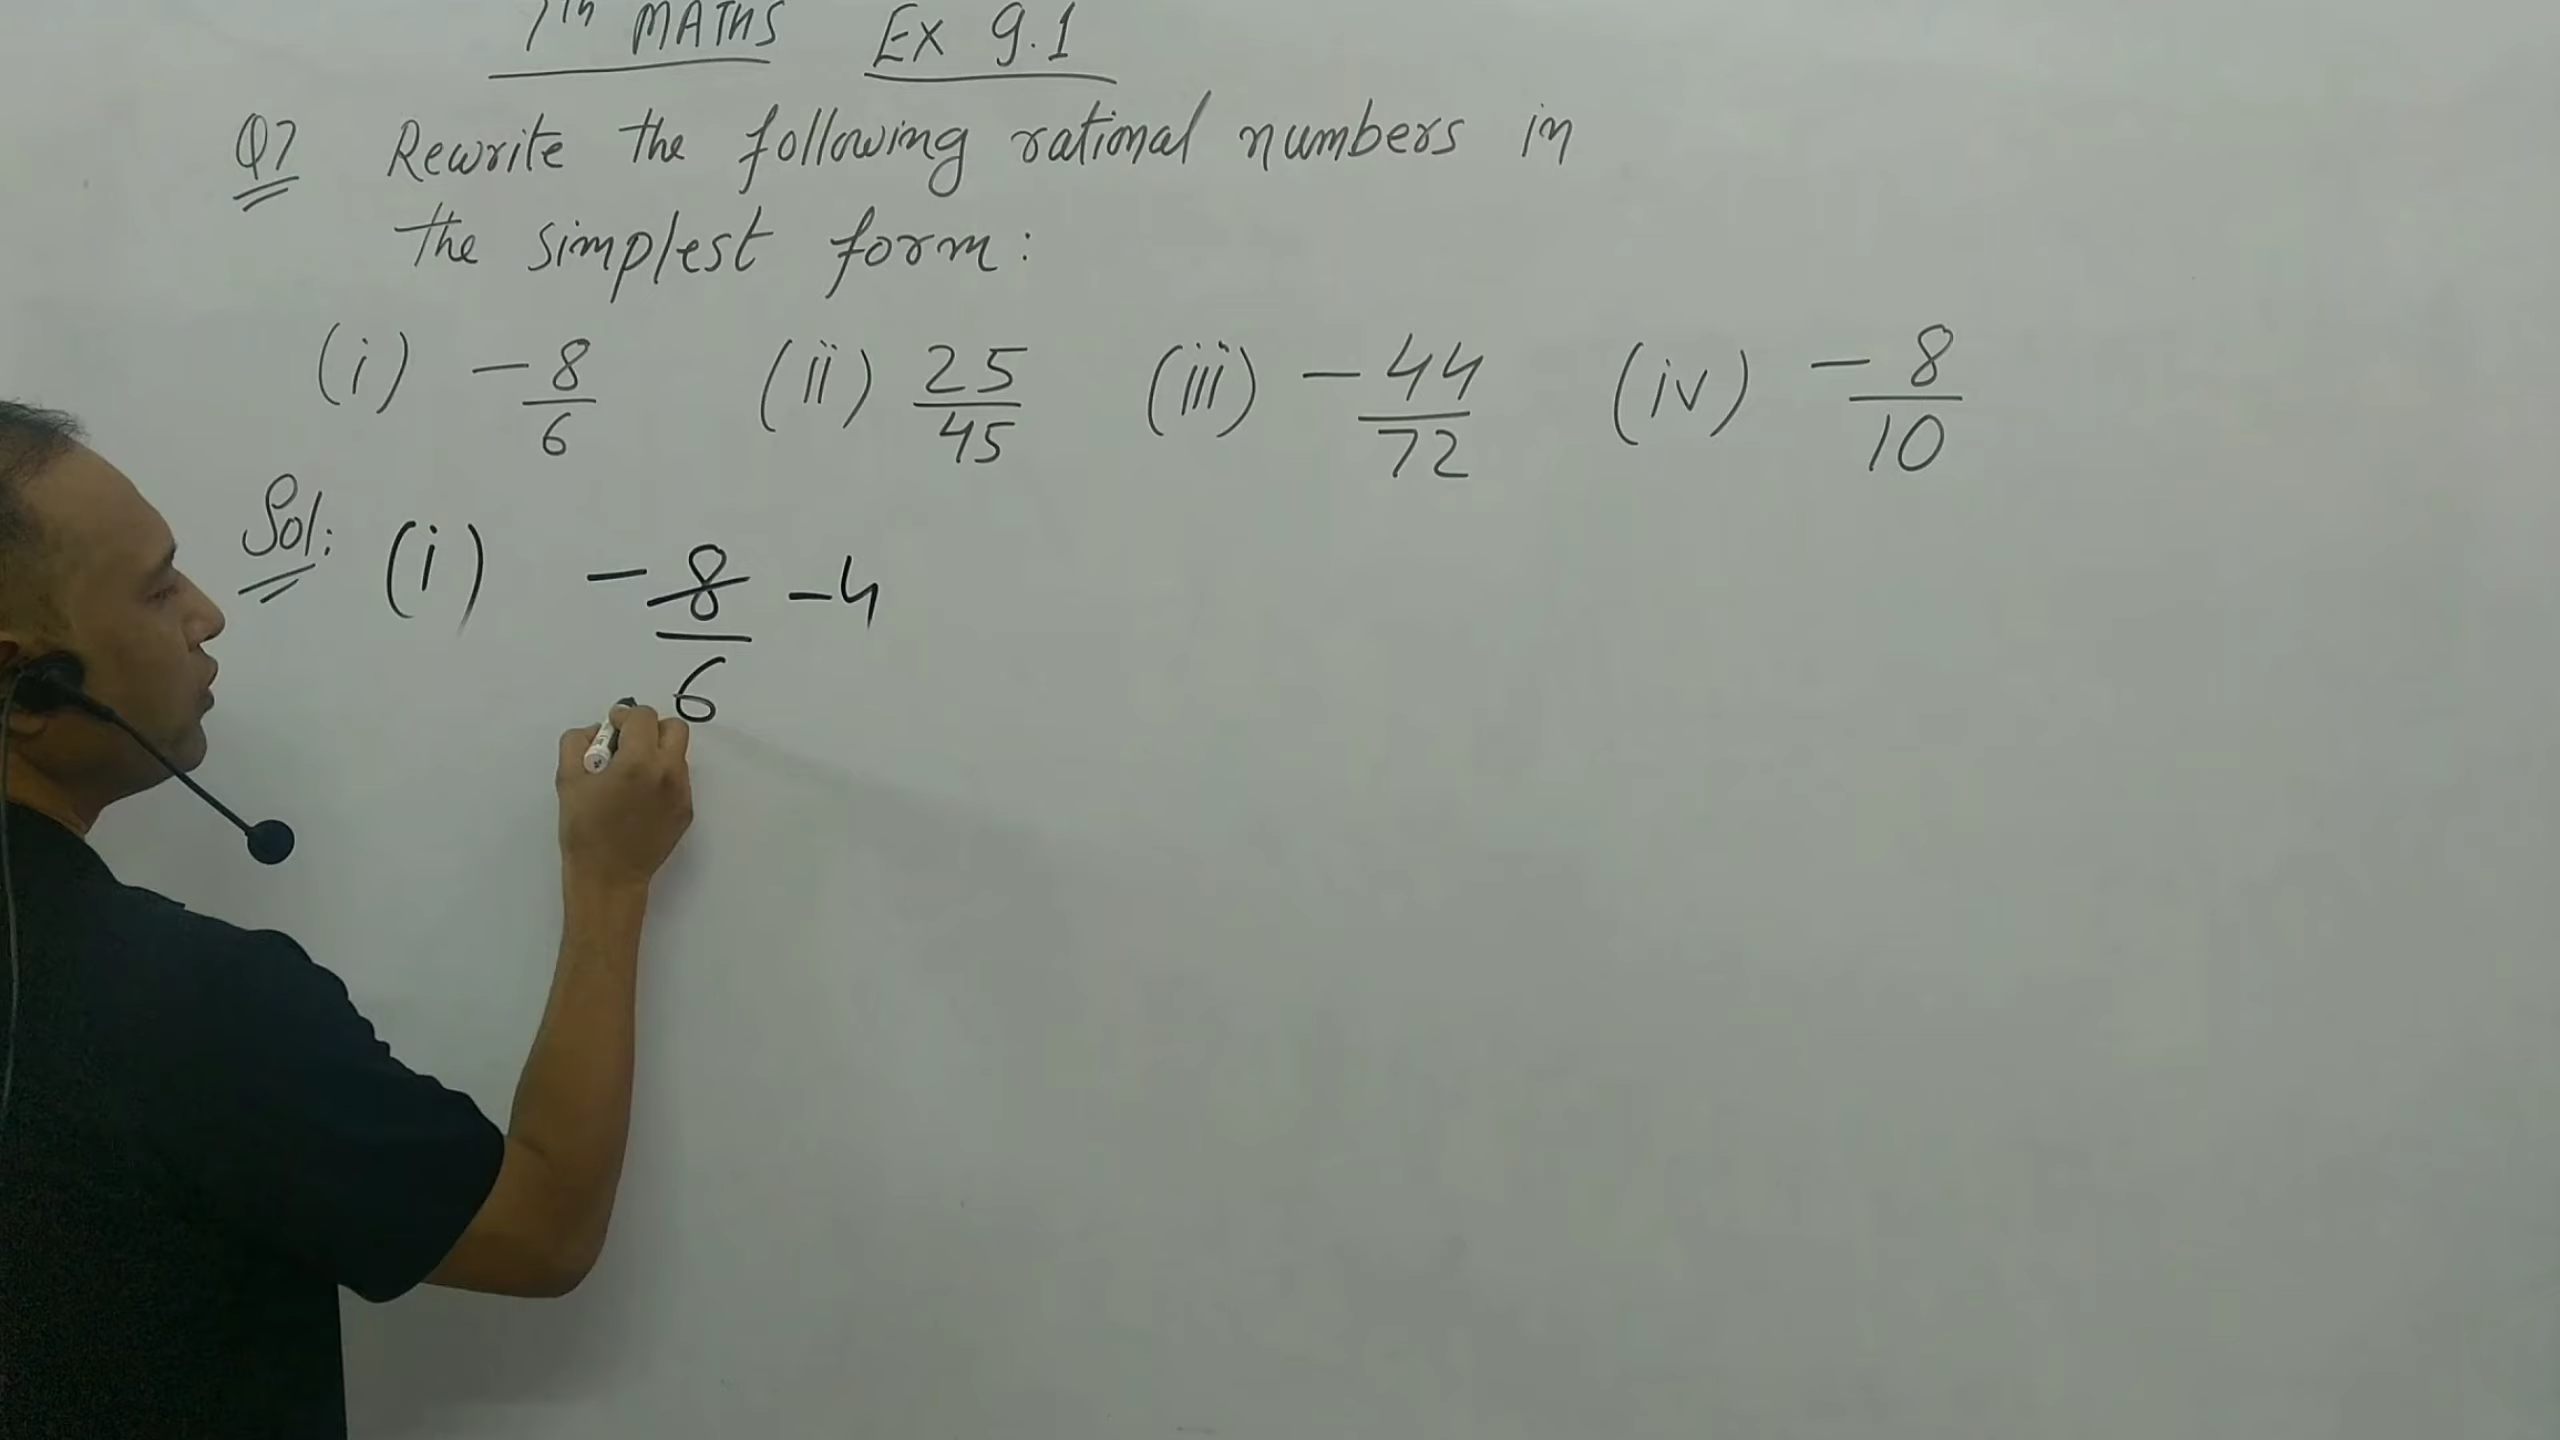 7th MATHS EX 9.1
Q7 Rewrite the following rational numbers in
the simplest form:
(i) -8/6 (ii) 25/45 (iii) -44/72 (iv) -8/10
Sol: (i) -8/6 -4